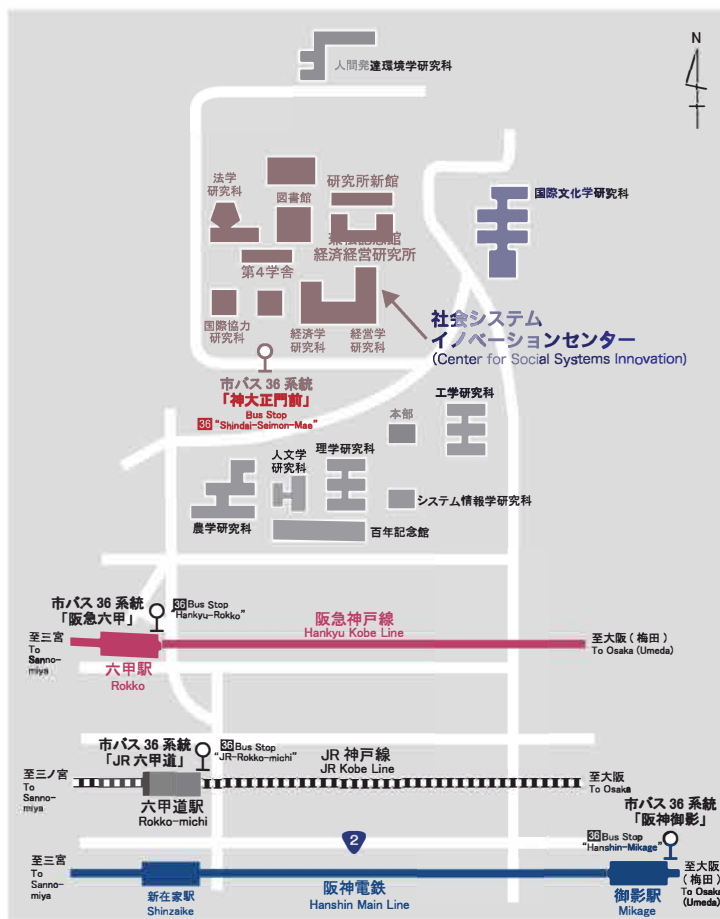 N
人間発達環境学研究科
法学
研究科
図書館
研究所新館
国際文化学研究科
兼松記念館
経済経営研究所
第4学舎
国際協力
研究科
経済学
研究科
経営学
研究科
社会システム
イノベーションセンター
(Center for Social Systems Innovation)
市バス 36 系統
「神大正門前」
Bus Stop
36 "Shindai-Seimon-Mae"
工学研究科
本部
人文学
研究科
理学研究科
農学研究科
システム情報学研究科
百年記念館
市バス 36 系統
「阪急六甲」
36 Bus Stop
"Hankyu-Rokko"
至三宮
To
Sanno-
miya
六甲駅
Rokko
阪急神戸線
Hankyu Kobe Line
至大阪(梅田)
To Osaka (Umeda)
市バス 36 系統
「JR 六甲道」
36 Bus Stop
"JR-Rokko-michi"
JR 神戸線
JR Kobe Line
至三ノ宮
To
Sanno-
miya
六甲道駅
Rokko-michi
至大阪
To Osaka
市バス 36 系統
「阪神御影」
36 Bus Stop
"Hanshin-Mikage"
2
至三宮
To
Sanno-
miya
新在家駅
Shinzaike
阪神電鉄
Hanshin Main Line
御影駅
Mikage
至大阪
(梅田)
To Osaka
(Umeda)